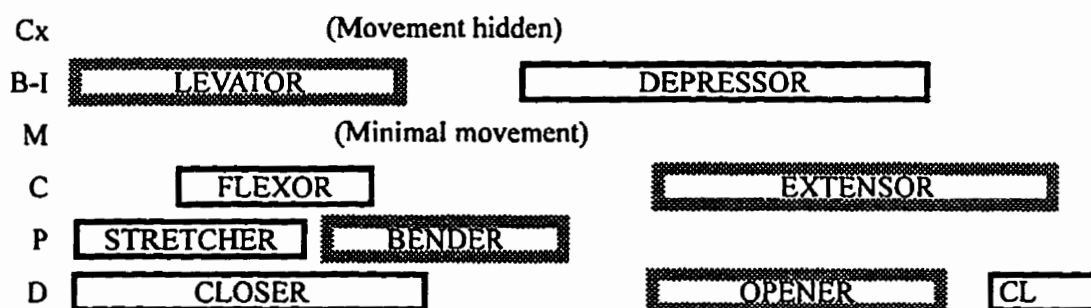 Cx (Movement hidden)
B-I LEVATOR DEPRESSOR
M (Minimal movement)
C FLEXOR EXTENSOR
P STRETCHER BENDER
D CLOSER OPENER CL